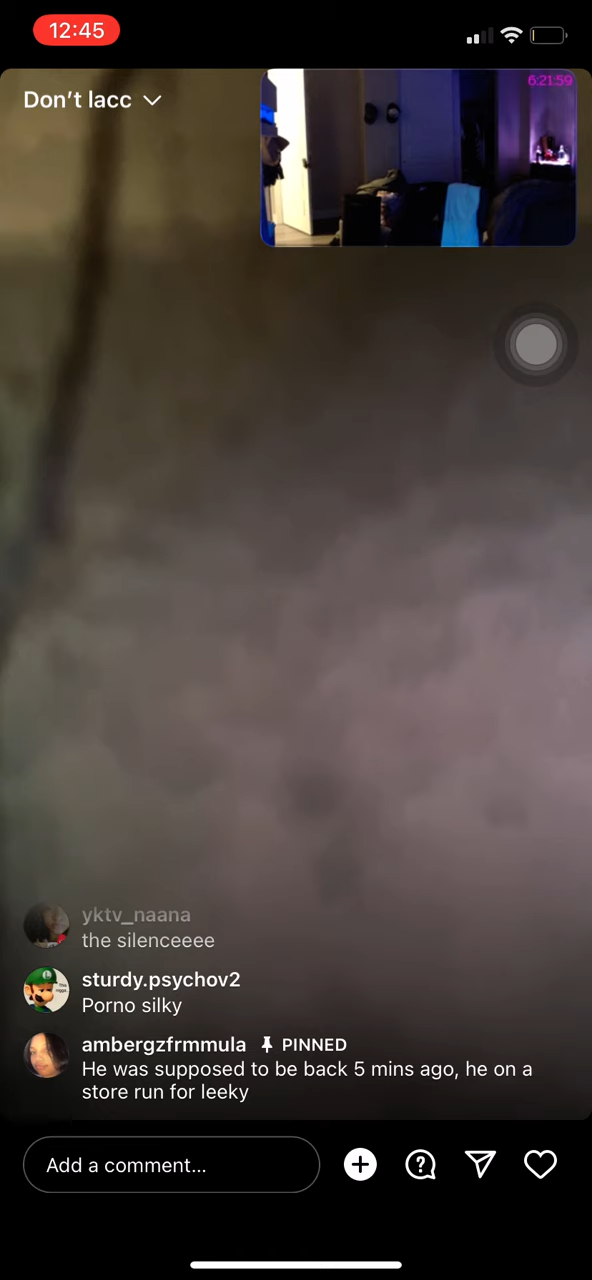 12:45
Don't lacc
6:21:59
yktv_naana
the silenceeee
sturdy.psychov2
Porno silky
ambergzfrmmula PINNED
He was supposed to be back 5 mins ago, he on a
store run for leeky
Add a comment...